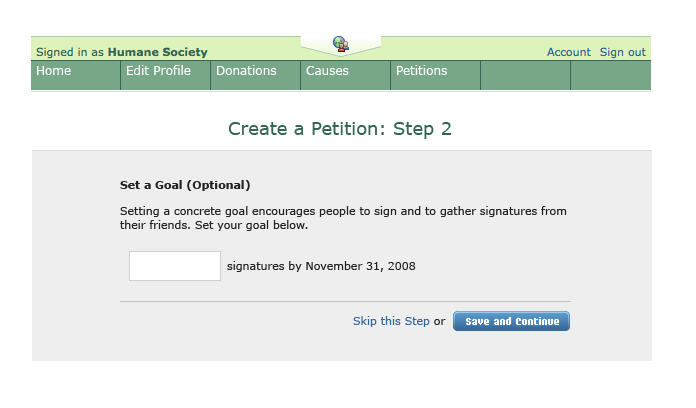 Signed in as Humane Society
Account Sign out
Home Edit Profile Donations Causes Petitions
Create a Petition: Step 2
Set a Goal (Optional)
Setting a concrete goal encourages people to sign and to gather signatures from
their friends. Set your goal below.
signatures by November 31, 2008
Skip this Step or Save and Continue